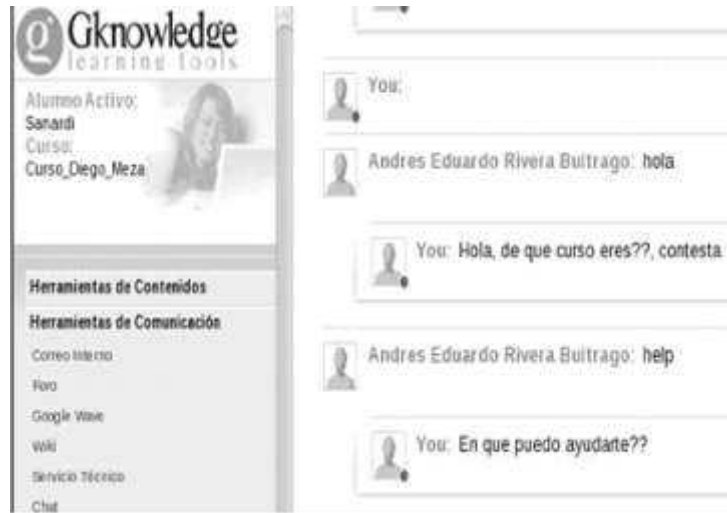 Gknowledge
learning tools
Alumno Activo:
Sanardi
Curso:
Curso_Diego_Meza
Herramientas de Contenidos
Herramientas de Comunicación
Correo Interno
Foro
Google Wave
Wiki
Servicio Técnico
Chat
You:
Andres Eduardo Rivera Buitrago: hola
You: Hola, de que curso eres??, contesta
Andres Eduardo Rivera Buitrago: help
You: En que puedo ayudarte??